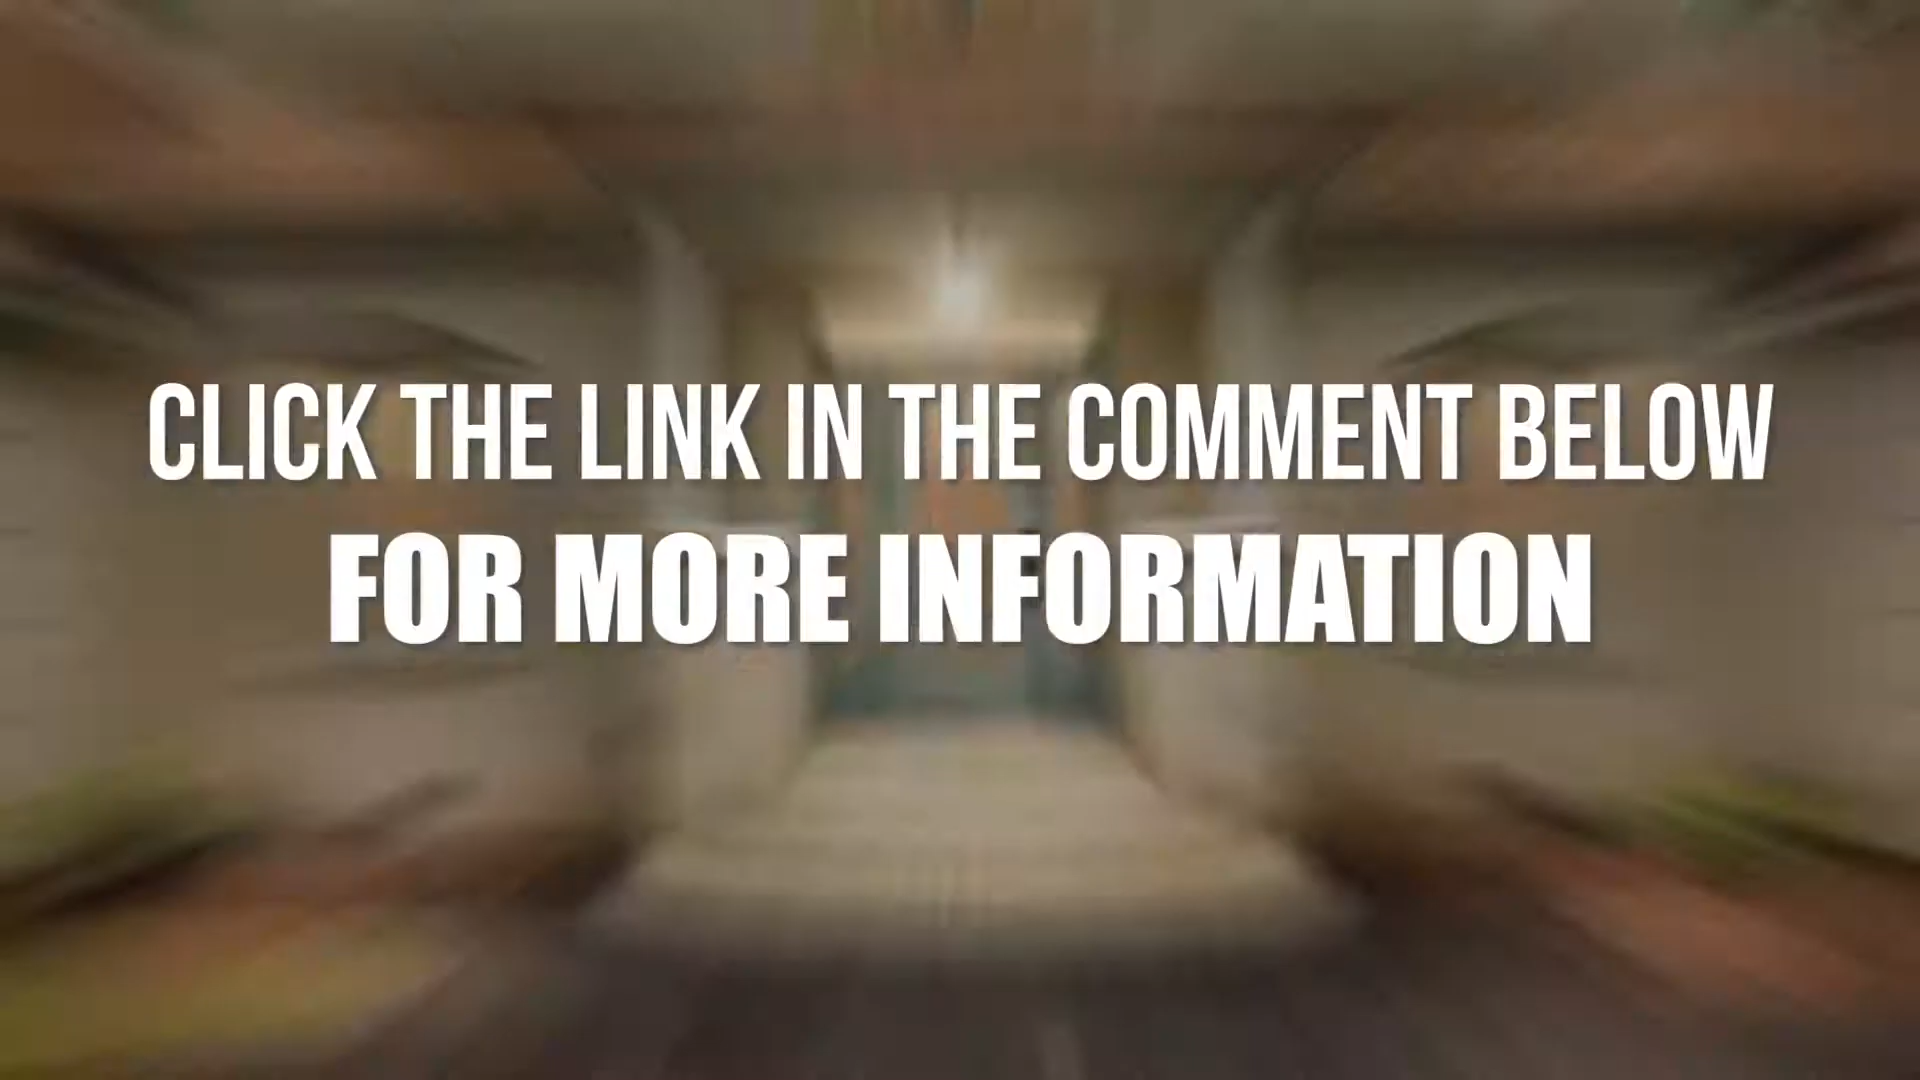 CLICK THE LINK IN THE COMMENT BELOW
FOR MORE INFORMATION